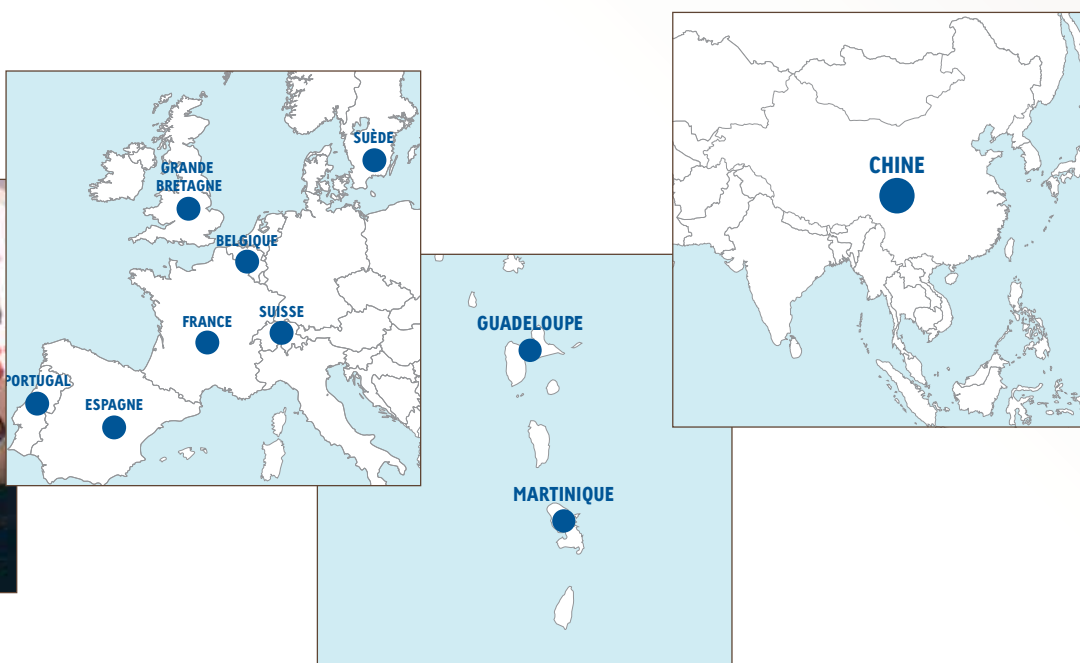 SUÈDE
GRANDE
BRETAGNE
BELGIQUE
SUISSE
FRANCE
PORTUGAL
ESPAGNE
GUADELOUPE
MARTINIQUE
CHINE